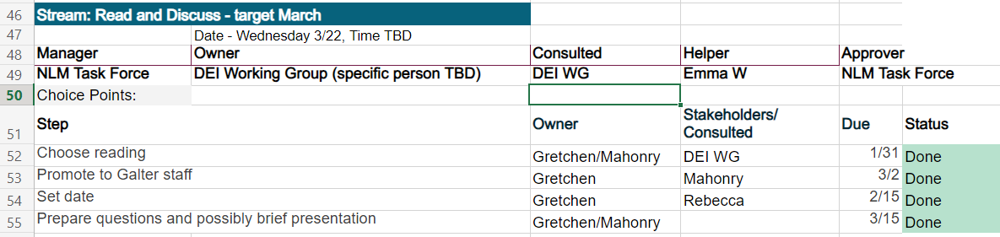 46 Stream: Read and Discuss - target March
47 Date - Wednesday 3/22, Time TBD
48 Manager Owner Consulted Helper Approver
49 NLM Task Force DEI Working Group (specific person TBD) DEI WG Emma W NLM Task Force
50 Choice Points:
51 Step Owner Stakeholders/ Consulted Due Status
52 Choose reading Gretchen/Mahonry DEI WG 1/31 Done
53 Promote to Galter staff Gretchen Mahonry 3/2 Done
54 Set date Gretchen Rebecca 2/15 Done
55 Prepare questions and possibly brief presentation Gretchen/Mahonry 3/15 Done